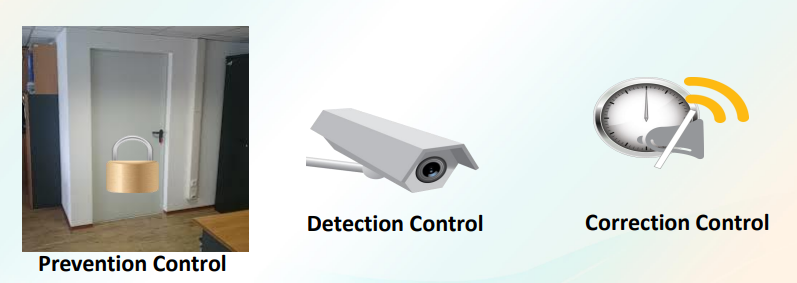 Prevention Control
Detection Control
Correction Control